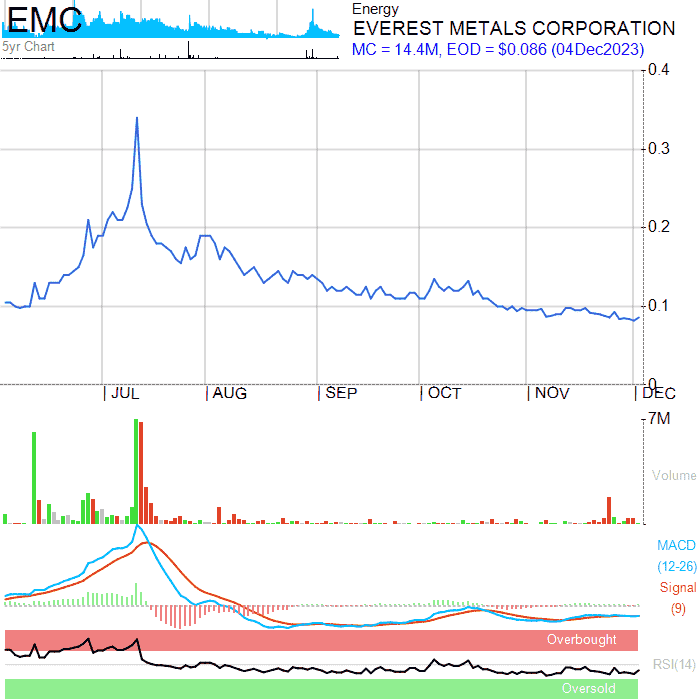 EMC
5yr Chart
Energy
EVEREST METALS CORPORATION
MC = 14.4M, EOD = $0.086 (04Dec2023)
0.4
0.3
0.2
0.1
0
JUL AUG SEP OCT NOV DEC
7M
Volume
MACD
(12-26)
Signal
(9)
Overbought
RSI(14)
Oversold